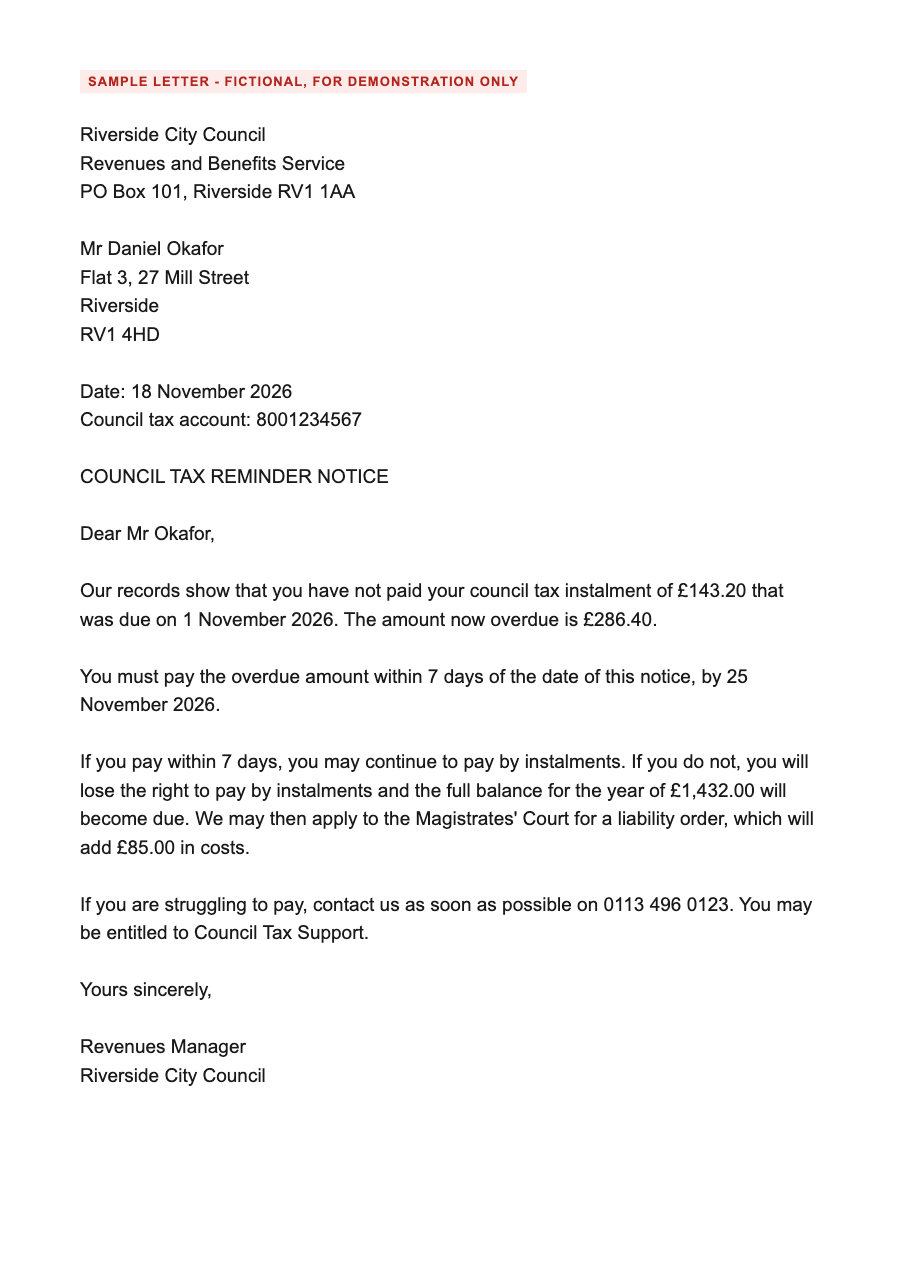 SAMPLE LETTER - FICTIONAL, FOR DEMONSTRATION ONLY
Riverside City Council
Revenues and Benefits Service
PO Box 101, Riverside RV1 1AA
Mr Daniel Okafor
Flat 3, 27 Mill Street
Riverside
RV1 4HD
Date: 18 November 2026
Council tax account: 8001234567
COUNCIL TAX REMINDER NOTICE
Dear Mr Okafor,
Our records show that you have not paid your council tax instalment of £143.20 that
was due on 1 November 2026. The amount now overdue is £286.40.
You must pay the overdue amount within 7 days of the date of this notice, by 25
November 2026.
If you pay within 7 days, you may continue to pay by instalments. If you do not, you will
lose the right to pay by instalments and the full balance for the year of £1,432.00 will
become due. We may then apply to the Magistrates' Court for a liability order, which will
add £85.00 in costs.
If you are struggling to pay, contact us as soon as possible on 0113 496 0123. You may
be entitled to Council Tax Support.
Yours sincerely,
Revenues Manager
Riverside City Council